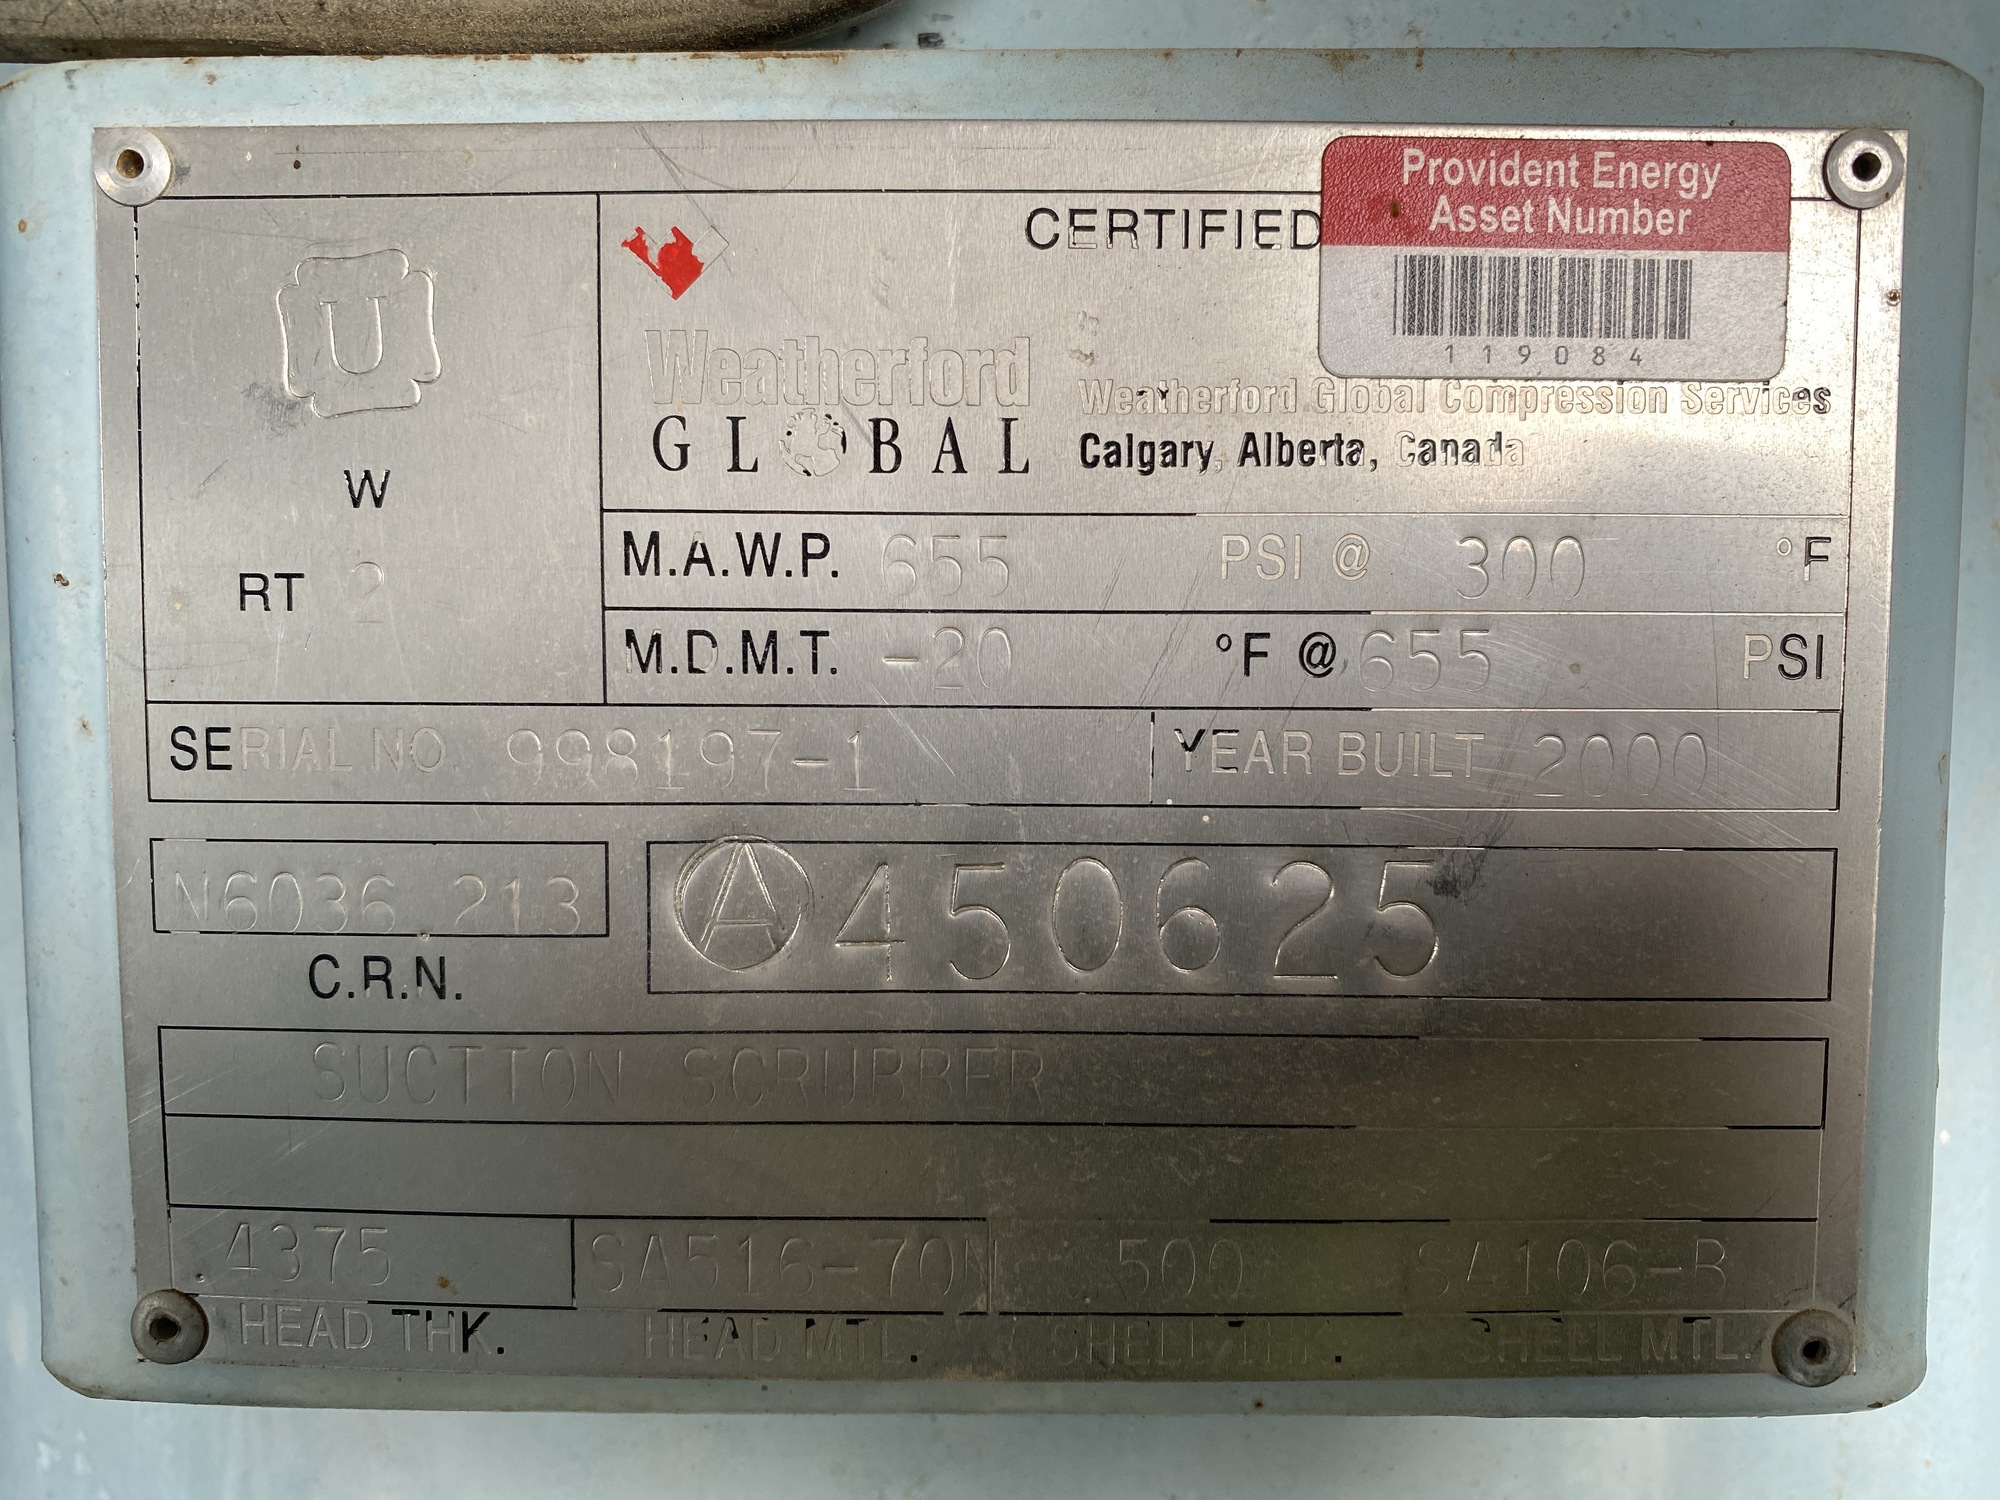 Provident Energy
Asset Number
119084
CERTIFIED
U
W
RT 2
Weatherford
GLOBAL
Weatherford Global Compression Services
Calgary, Alberta, Canada
M.A.W.P. 655 PSI @ 300 °F
M.D.M.T. -20 °F @ 655 PSI
SERIAL NO. 998197-1 YEAR BUILT 2000
N6036.213
C.R.N.
A 450625
SUCTION SCRUBBER
4375 SA516-70N 500 SA106-B
HEAD THK. HEAD MTL. SHELL THK. SHELL MTL.